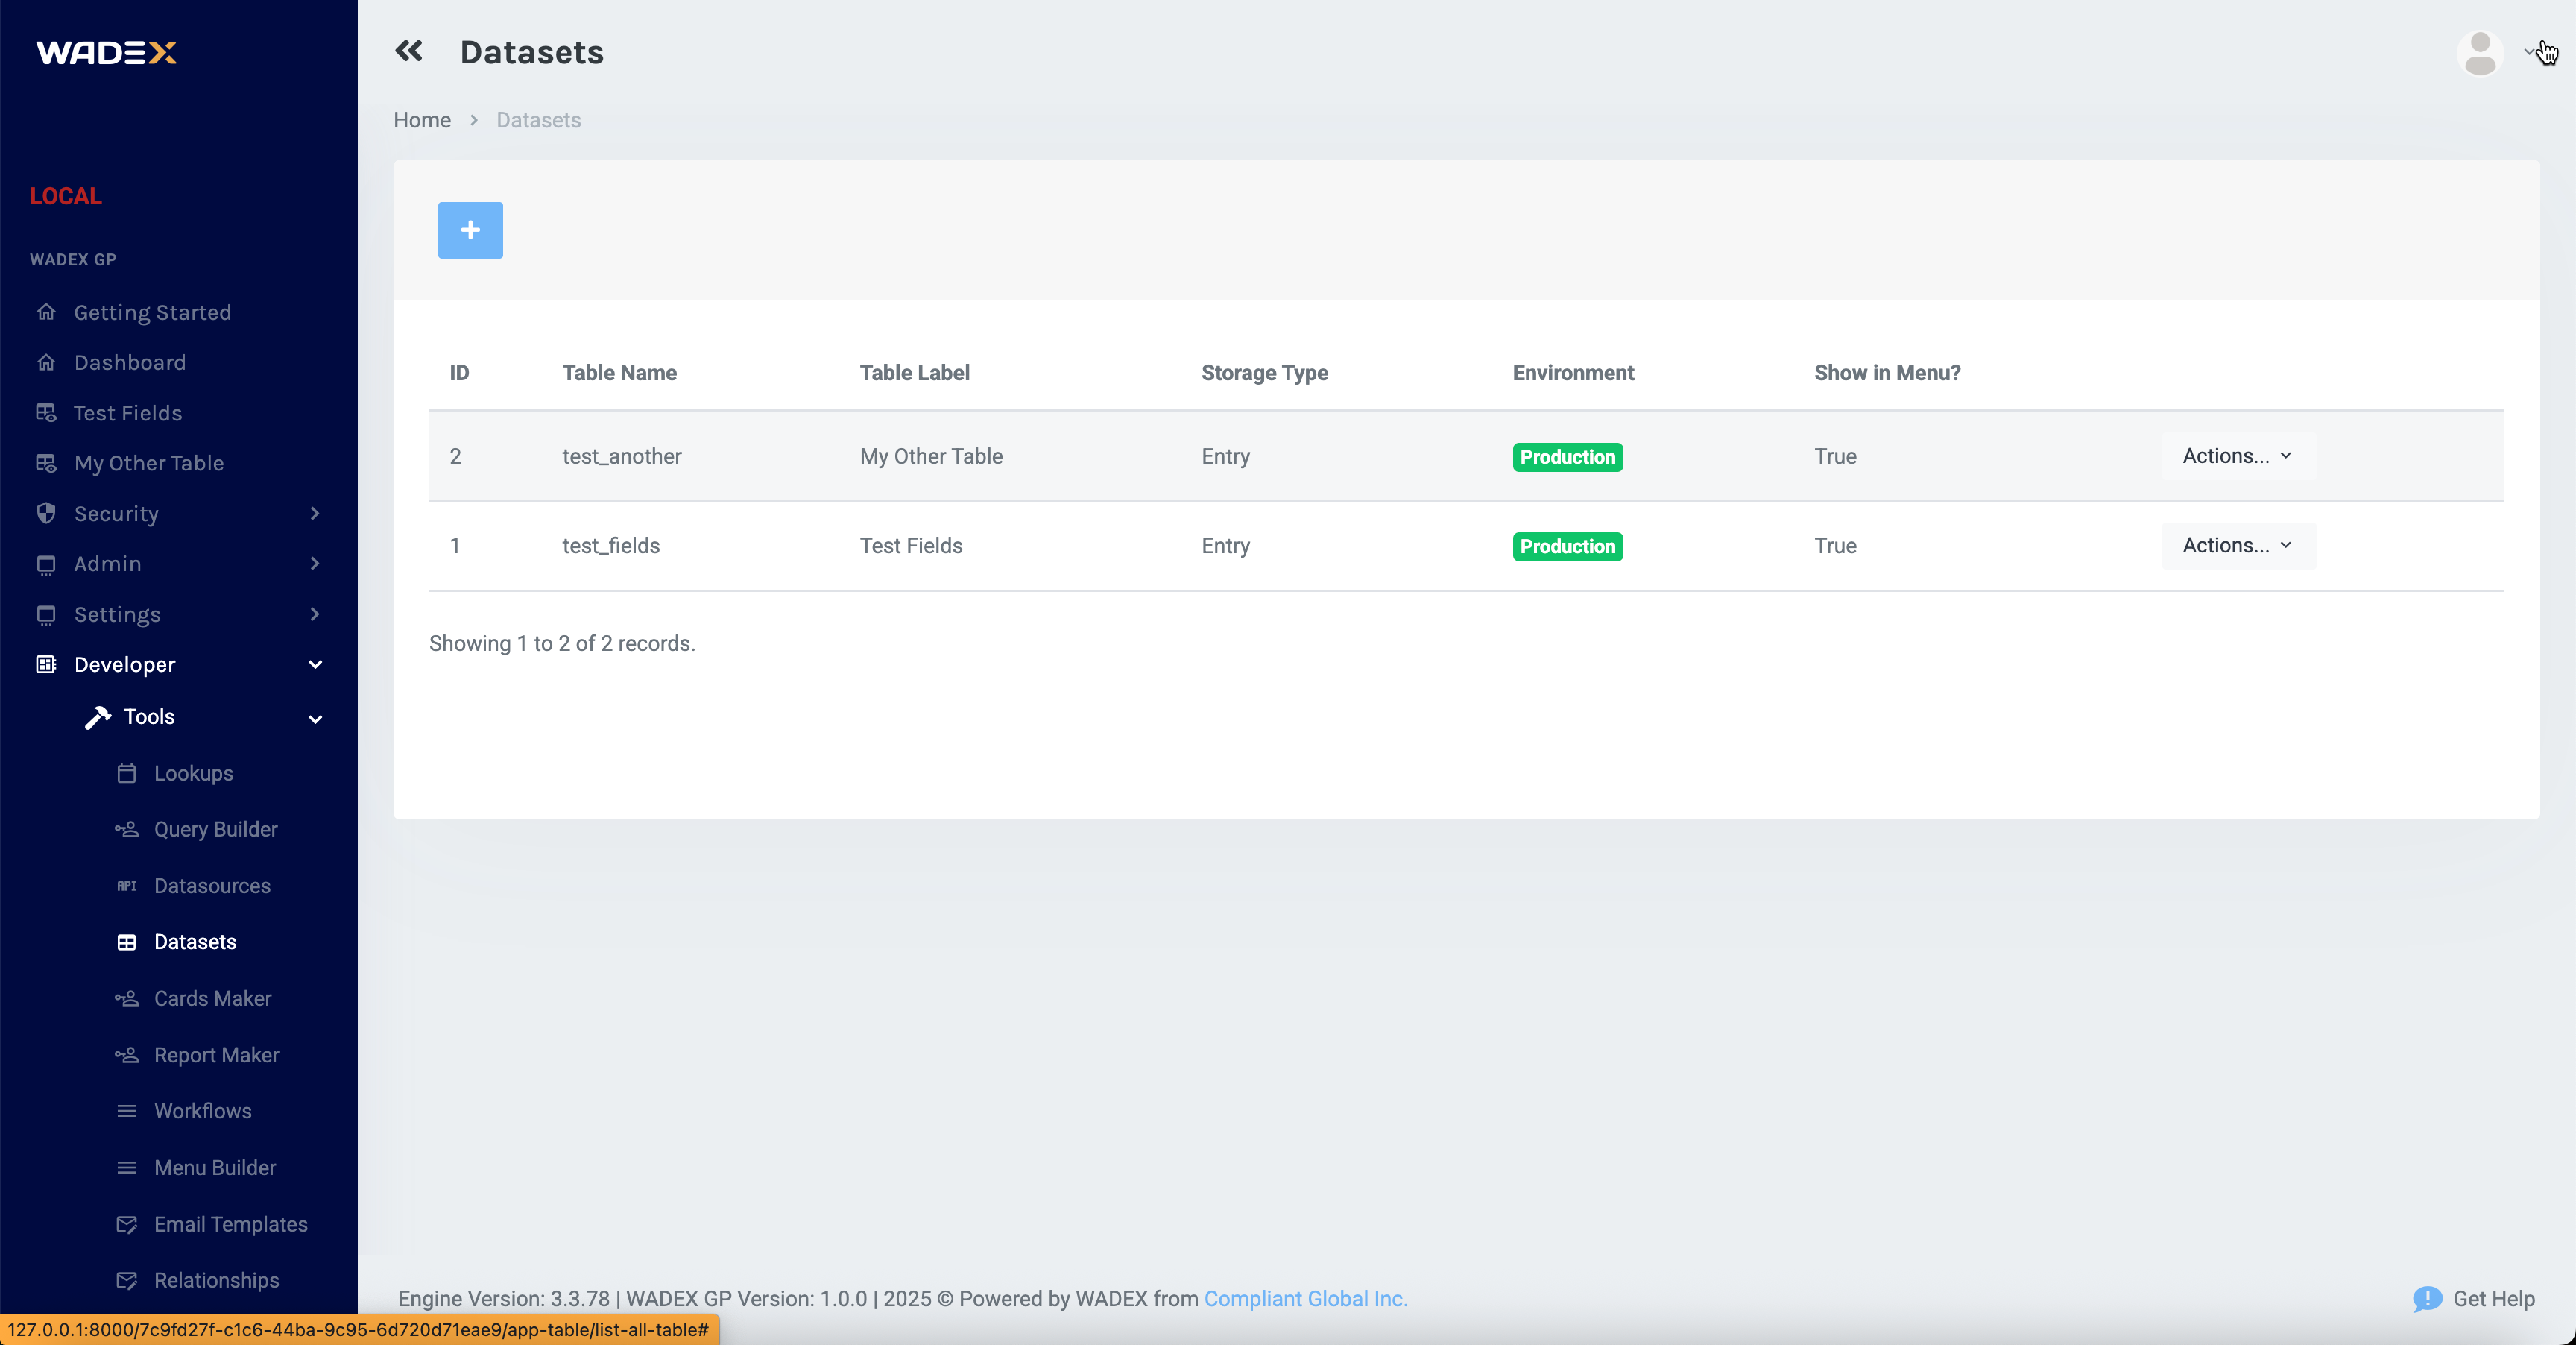 WADEX
LOCAL
WADEX GP
Getting Started
Dashboard
Test Fields
My Other Table
Security
Admin
Settings
Developer
Tools
Lookups
Query Builder
API Datasources
Datasets
Cards Maker
Report Maker
Workflows
Menu Builder
Email Templates
Relationships
Datasets
Home > Datasets
+
ID Table Name Table Label Storage Type Environment Show in Menu?
2 test_another My Other Table Entry Production True Actions...
1 test_fields Test Fields Entry Production True Actions...
Showing 1 to 2 of 2 records.
Engine Version: 3.3.78 | WADEX GP Version: 1.0.0 | 2025 © Powered by WADEX from Compliant Global Inc.
Get Help
127.0.0.1:8000/7c9fd27f-c1c6-44ba-9c95-6d720d71eae9/app-table/list-all-table#